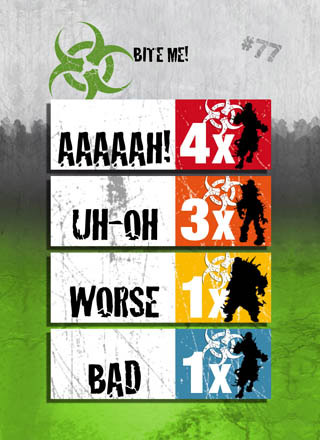 BITE ME!
#77
AAAAAH! 4x
UH-OH 3x
WORSE 1x
BAD 1x